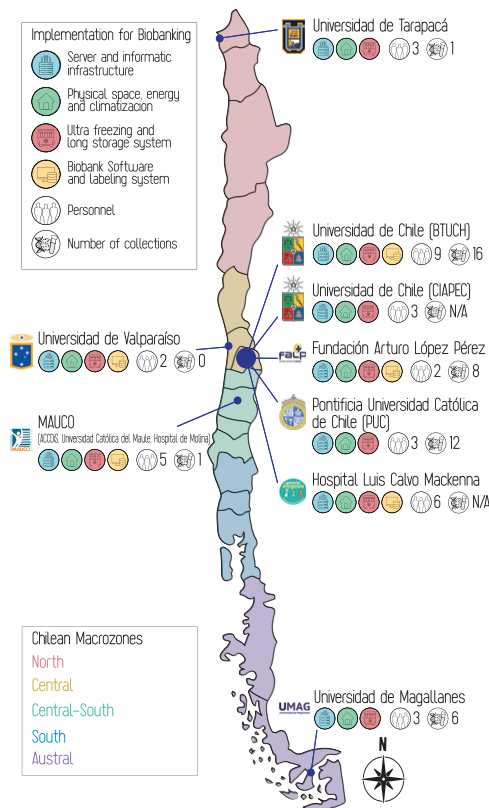 Implementation for Biobanking
Server and informatic
infrastructure
Physical space, energy
and climatizacion
Ultra freezing and
long storage system
Biobank Software
and labeling system
Personnel
Number of collections
Universidad de Tarapacá
3 1
Universidad de Chile (BTUCH)
9 16
Universidad de Chile (CIAPEC)
3 N/A
Universidad de Valparaíso
2 0
falp
Fundación Arturo López Pérez
2 8
MAUCO
(ACCDiS, Universidad Católica del Maule, Hospital de Molina)
5 1
Pontificia Universidad Católica
de Chile (PUC)
3 12
Hospital Luis Calvo Mackenna
6 N/A
Chilean Macrozones
North
Central
Central-South
South
Austral
UMAG
Universidad de Magallanes
3 6
N